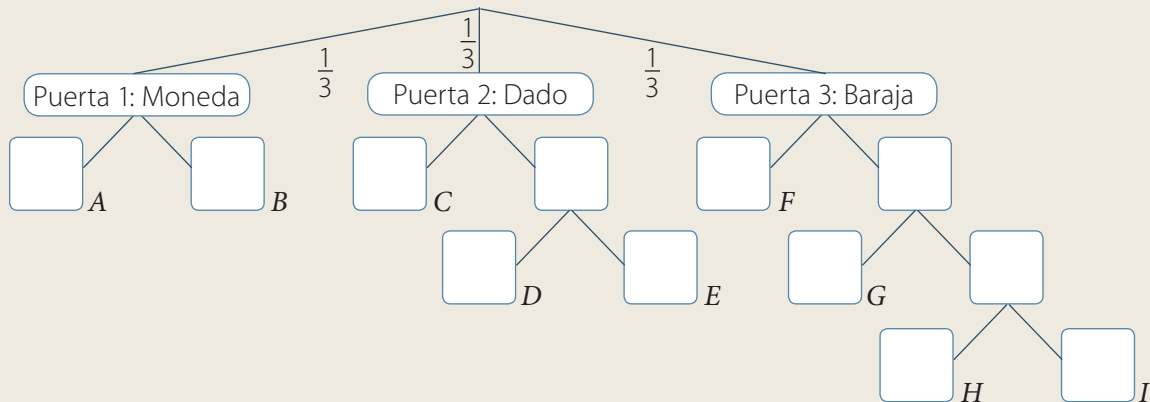 1/3
1/3
1/3
Puerta 1: Moneda
Puerta 2: Dado
Puerta 3: Baraja
A
B
C
F
D
E
G
H
I